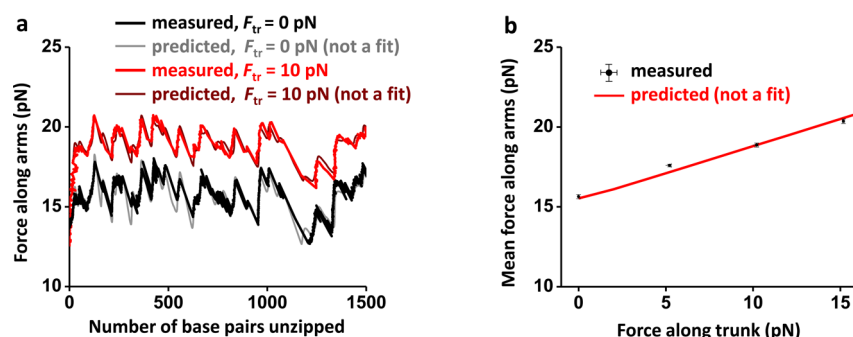 a
measured, Ftr = 0 pN
predicted, Ftr = 0 pN (not a fit)
measured, Ftr = 10 pN
predicted, Ftr = 10 pN (not a fit)
Force along arms (pN)
25
20
15
10
0
500
1000
1500
Number of base pairs unzipped
b
measured
predicted (not a fit)
Mean force along arms (pN)
25
20
15
10
0
5
10
15
Force along trunk (pN)